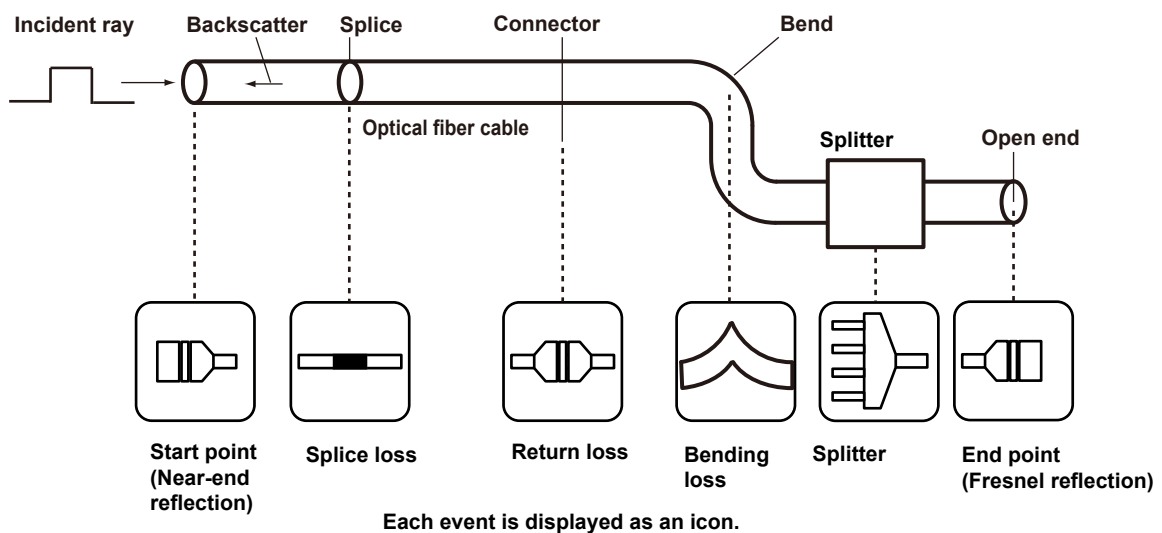 Incident ray
Backscatter
Splice
Connector
Bend
Optical fiber cable
Splitter
Open end
Start point
(Near-end
reflection)
Splice loss
Return loss
Bending
loss
Splitter
End point
(Fresnel reflection)
Each event is displayed as an icon.